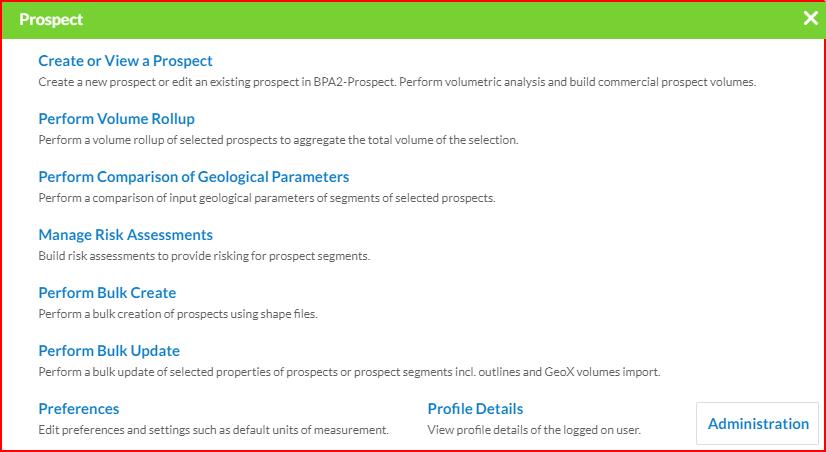 Prospect
Create or View a Prospect
Create a new prospect or edit an existing prospect in BPA2-Prospect. Perform volumetric analysis and build commercial prospect volumes.
Perform Volume Rollup
Perform a volume rollup of selected prospects to aggregate the total volume of the selection.
Perform Comparison of Geological Parameters
Perform a comparison of input geological parameters of segments of selected prospects.
Manage Risk Assessments
Build risk assessments to provide risking for prospect segments.
Perform Bulk Create
Perform a bulk creation of prospects using shape files.
Perform Bulk Update
Perform a bulk update of selected properties of prospects or prospect segments incl. outlines and GeoX volumes import.
Preferences
Edit preferences and settings such as default units of measurement.
Profile Details
View profile details of the logged on user.
Administration